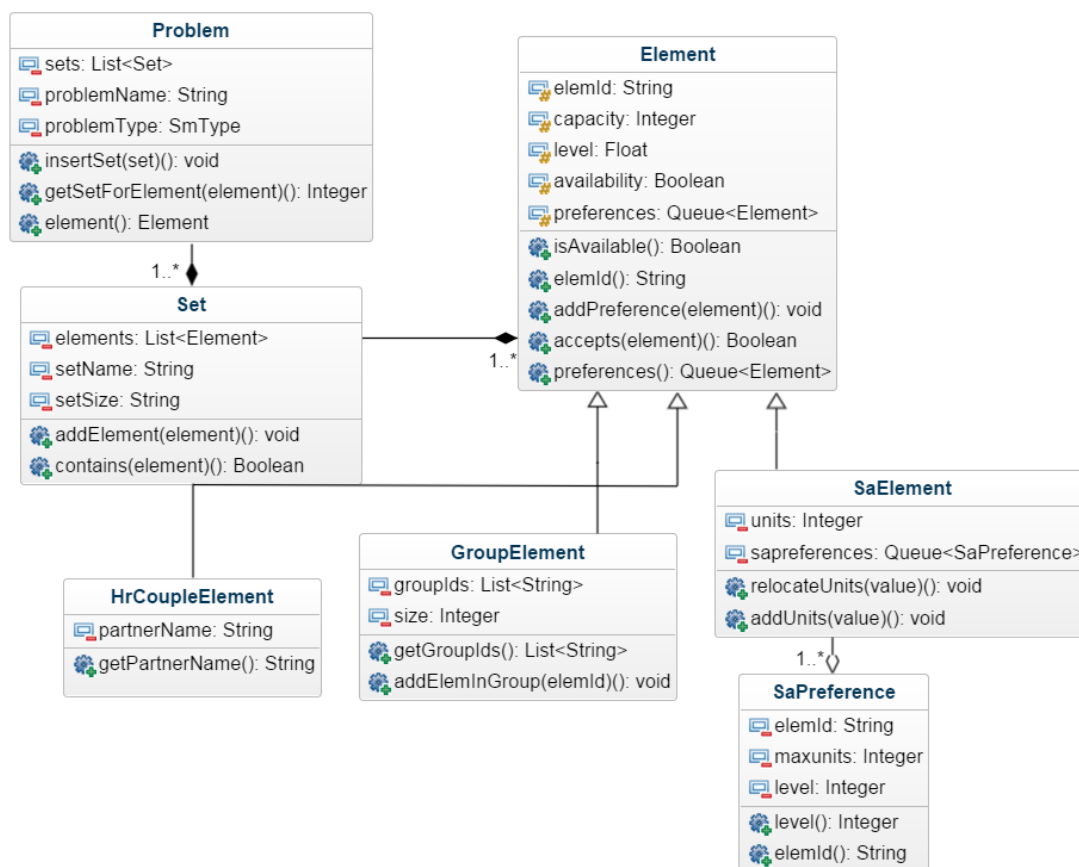 Problem
sets: List<Set>
problemName: String
problemType: SmType
insertSet(set)(): void
getSetForElement(element)(): Integer
element(): Element
1..*
Set
elements: List<Element>
setName: String
setSize: String
addElement(element)(): void
contains(element)(): Boolean
1..*
Element
elemId: String
capacity: Integer
level: Float
availability: Boolean
preferences: Queue<Element>
isAvailable(): Boolean
elemId(): String
addPreference(element)(): void
accepts(element)(): Boolean
preferences(): Queue<Element>
HrCoupleElement
partnerName: String
getPartnerName(): String
GroupElement
groupIds: List<String>
size: Integer
getGroupIds(): List<String>
addElemInGroup(elemId)(): void
SaElement
units: Integer
sapreferences: Queue<SaPreference>
relocateUnits(value)(): void
addUnits(value)(): void
1..*
SaPreference
elemId: String
maxunits: Integer
level: Integer
level(): Integer
elemId(): String